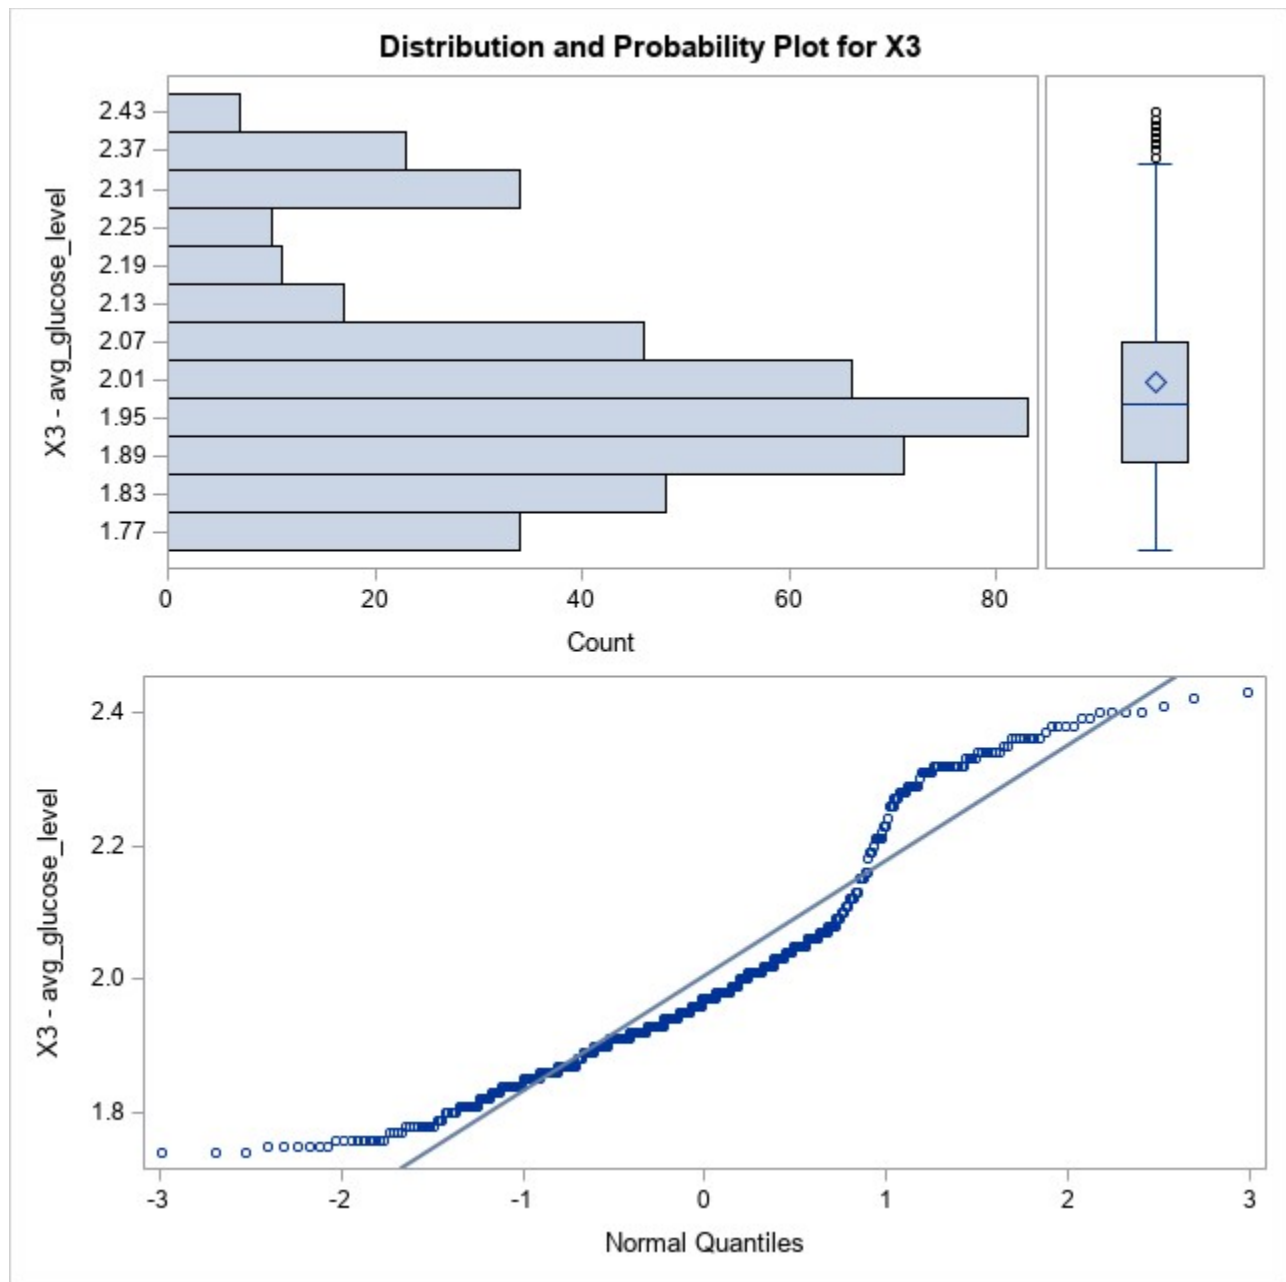 Distribution and Probability Plot for X3
X3 - avg_glucose_level
2.43
2.37
2.31
2.25
2.19
2.13
2.07
2.01
1.95
1.89
1.83
1.77
0 20 40 60 80
Count
X3 - avg_glucose_level
2.4
2.2
2.0
1.8
-3 -2 -1 0 1 2 3
Normal Quantiles